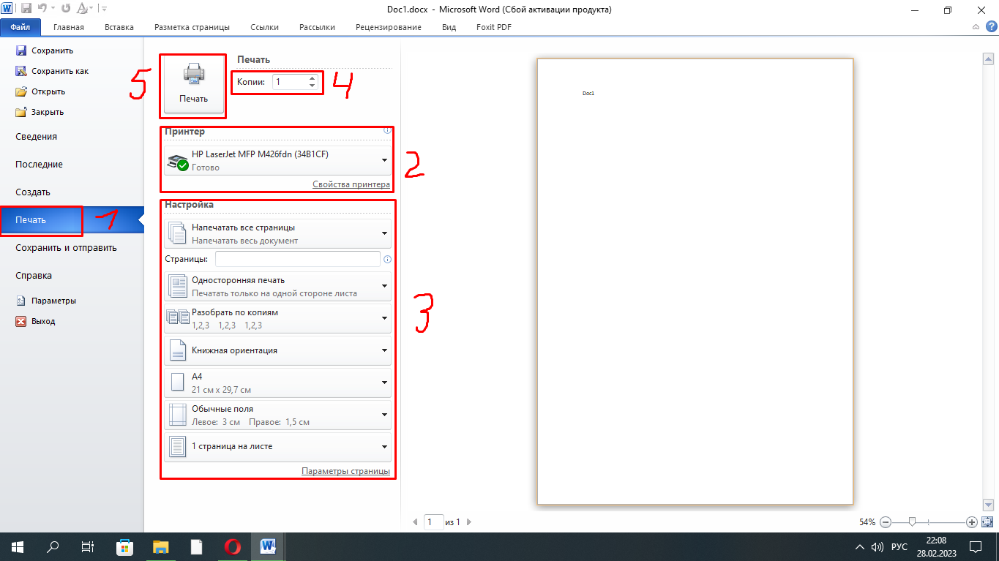 Doc1.docx - Microsoft Word (Сбой активации продукта)
Файл Главная Вставка Разметка страницы Ссылки Рассылки Рецензирование Вид Foxit PDF
Сохранить
Сохранить как
Открыть
Закрыть
Сведения
Последние
Создать
Печать
1
Сохранить и отправить
Справка
Параметры
Выход
5
Печать
Печать
Копии: 1
4
Принтер
HP LaserJet MFP M426fdn (34B1CF)
Готово
Свойства принтера
2
Настройка
Напечатать все страницы
Напечатать весь документ
Страницы:
Односторонняя печать
Печатать только на одной стороне листа
Разобрать по копиям
1,2,3 1,2,3 1,2,3
Книжная ориентация
A4
21 см x 29,7 см
Обычные поля
Левое: 3 см Правое: 1,5 см
1 страница на листе
Параметры страницы
3
Doc1
1 из 1
54%
РУС
22:08
28.02.2023